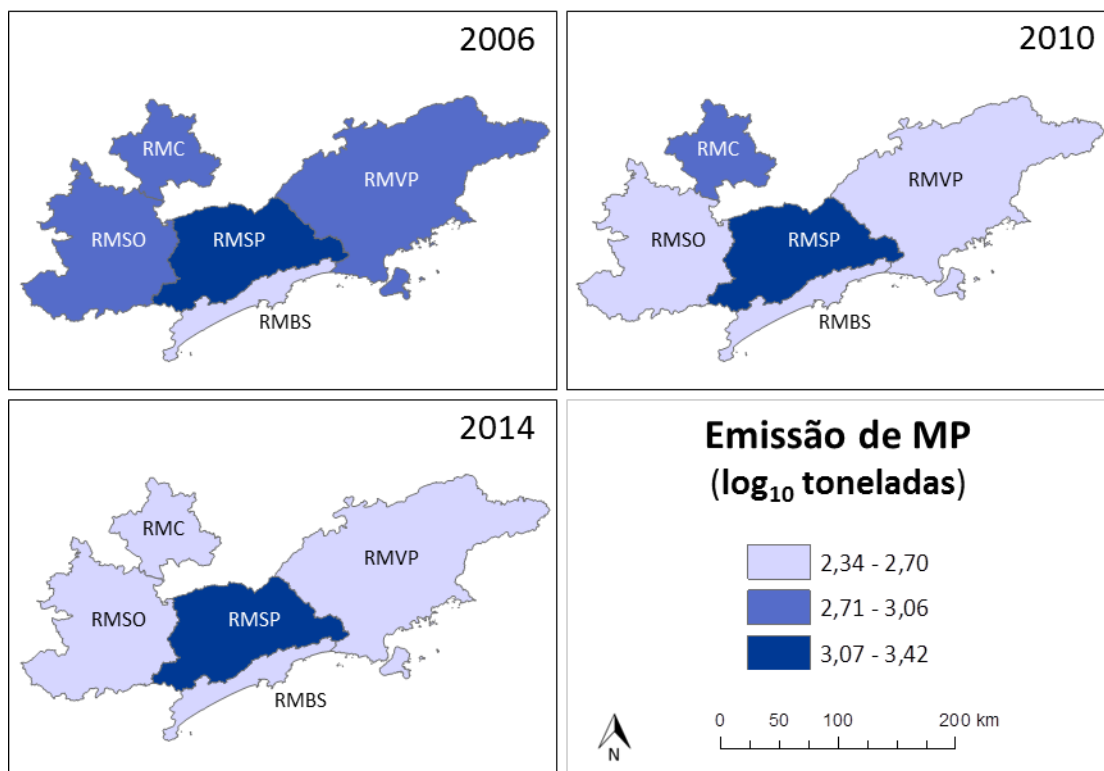 2006
RMC
RMVP
RMSO
RMSP
RMBS
2010
RMC
RMVP
RMSO
RMSP
RMBS
2014
RMC
RMVP
RMSO
RMSP
RMBS
Emissão de MP
(log₁₀ toneladas)
2,34 - 2,70
2,71 - 3,06
3,07 - 3,42
0 50 100 200 km
N